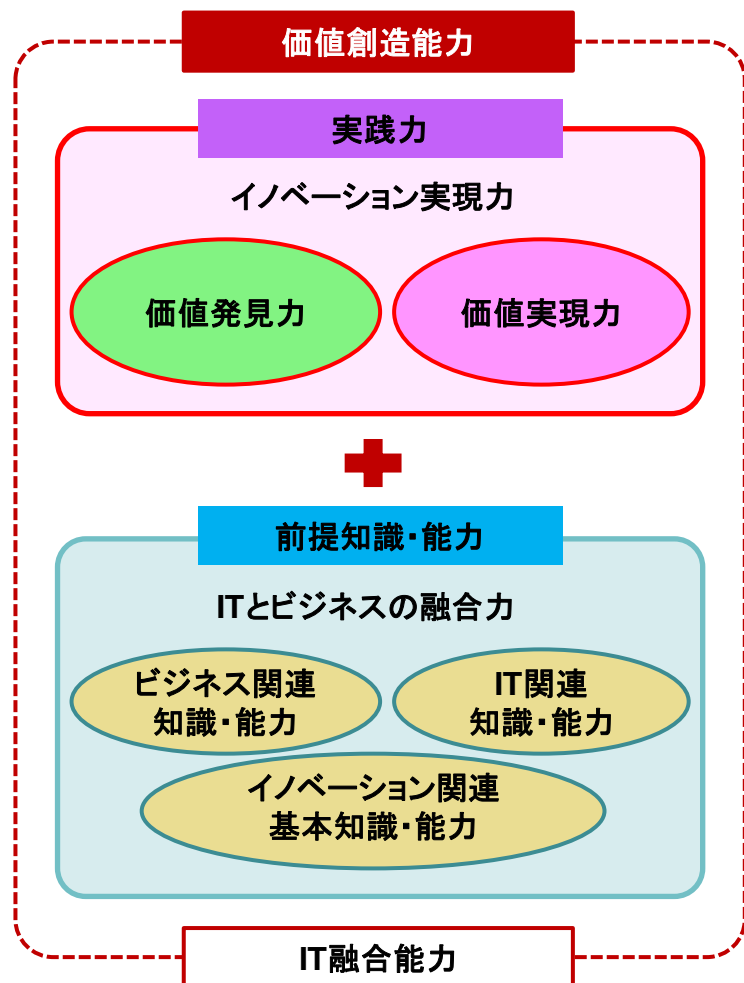 価値創造能力
実践力
イノベーション実現力
価値発見力
価値実現力
前提知識・能力
ITとビジネスの融合力
ビジネス関連
知識・能力
IT関連
知識・能力
イノベーション関連
基本知識・能力
IT融合能力